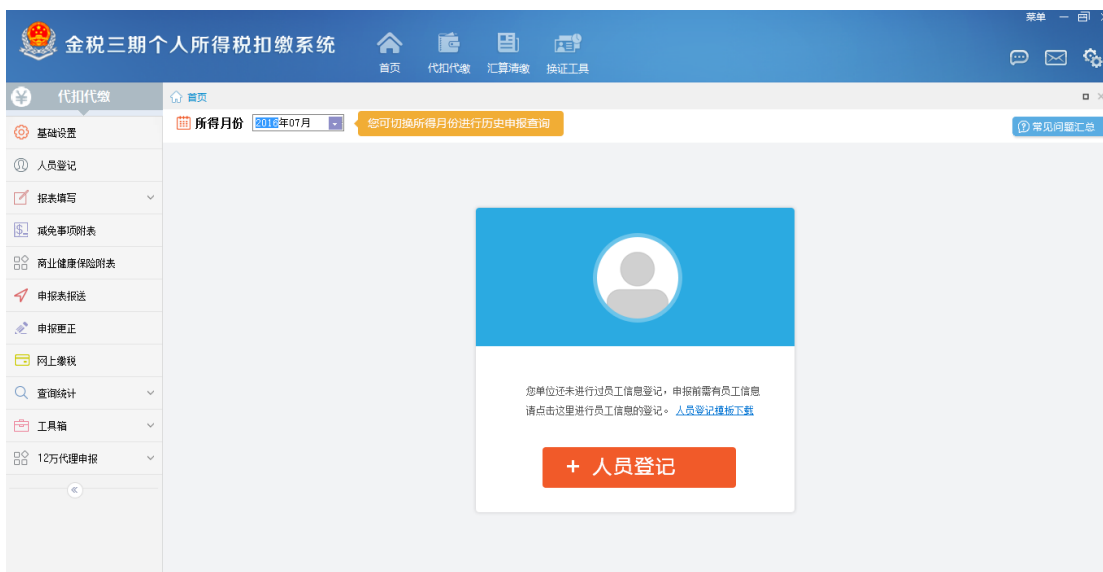 菜单
金税三期个人所得税扣缴系统
首页
代扣代缴
汇算清缴
换证工具
代扣代缴
首页
所得月份
2016年07月
您可切换所得月份进行历史申报查询
常见问题汇总
基础设置
人员登记
报表填写
减免事项附表
商业健康保险附表
申报表报送
申报更正
网上缴税
查询统计
工具箱
12万代理申报
您单位还未进行过员工信息登记，申报前需有员工信息
请点击这里进行员工信息的登记。 人员登记模板下载
+ 人员登记